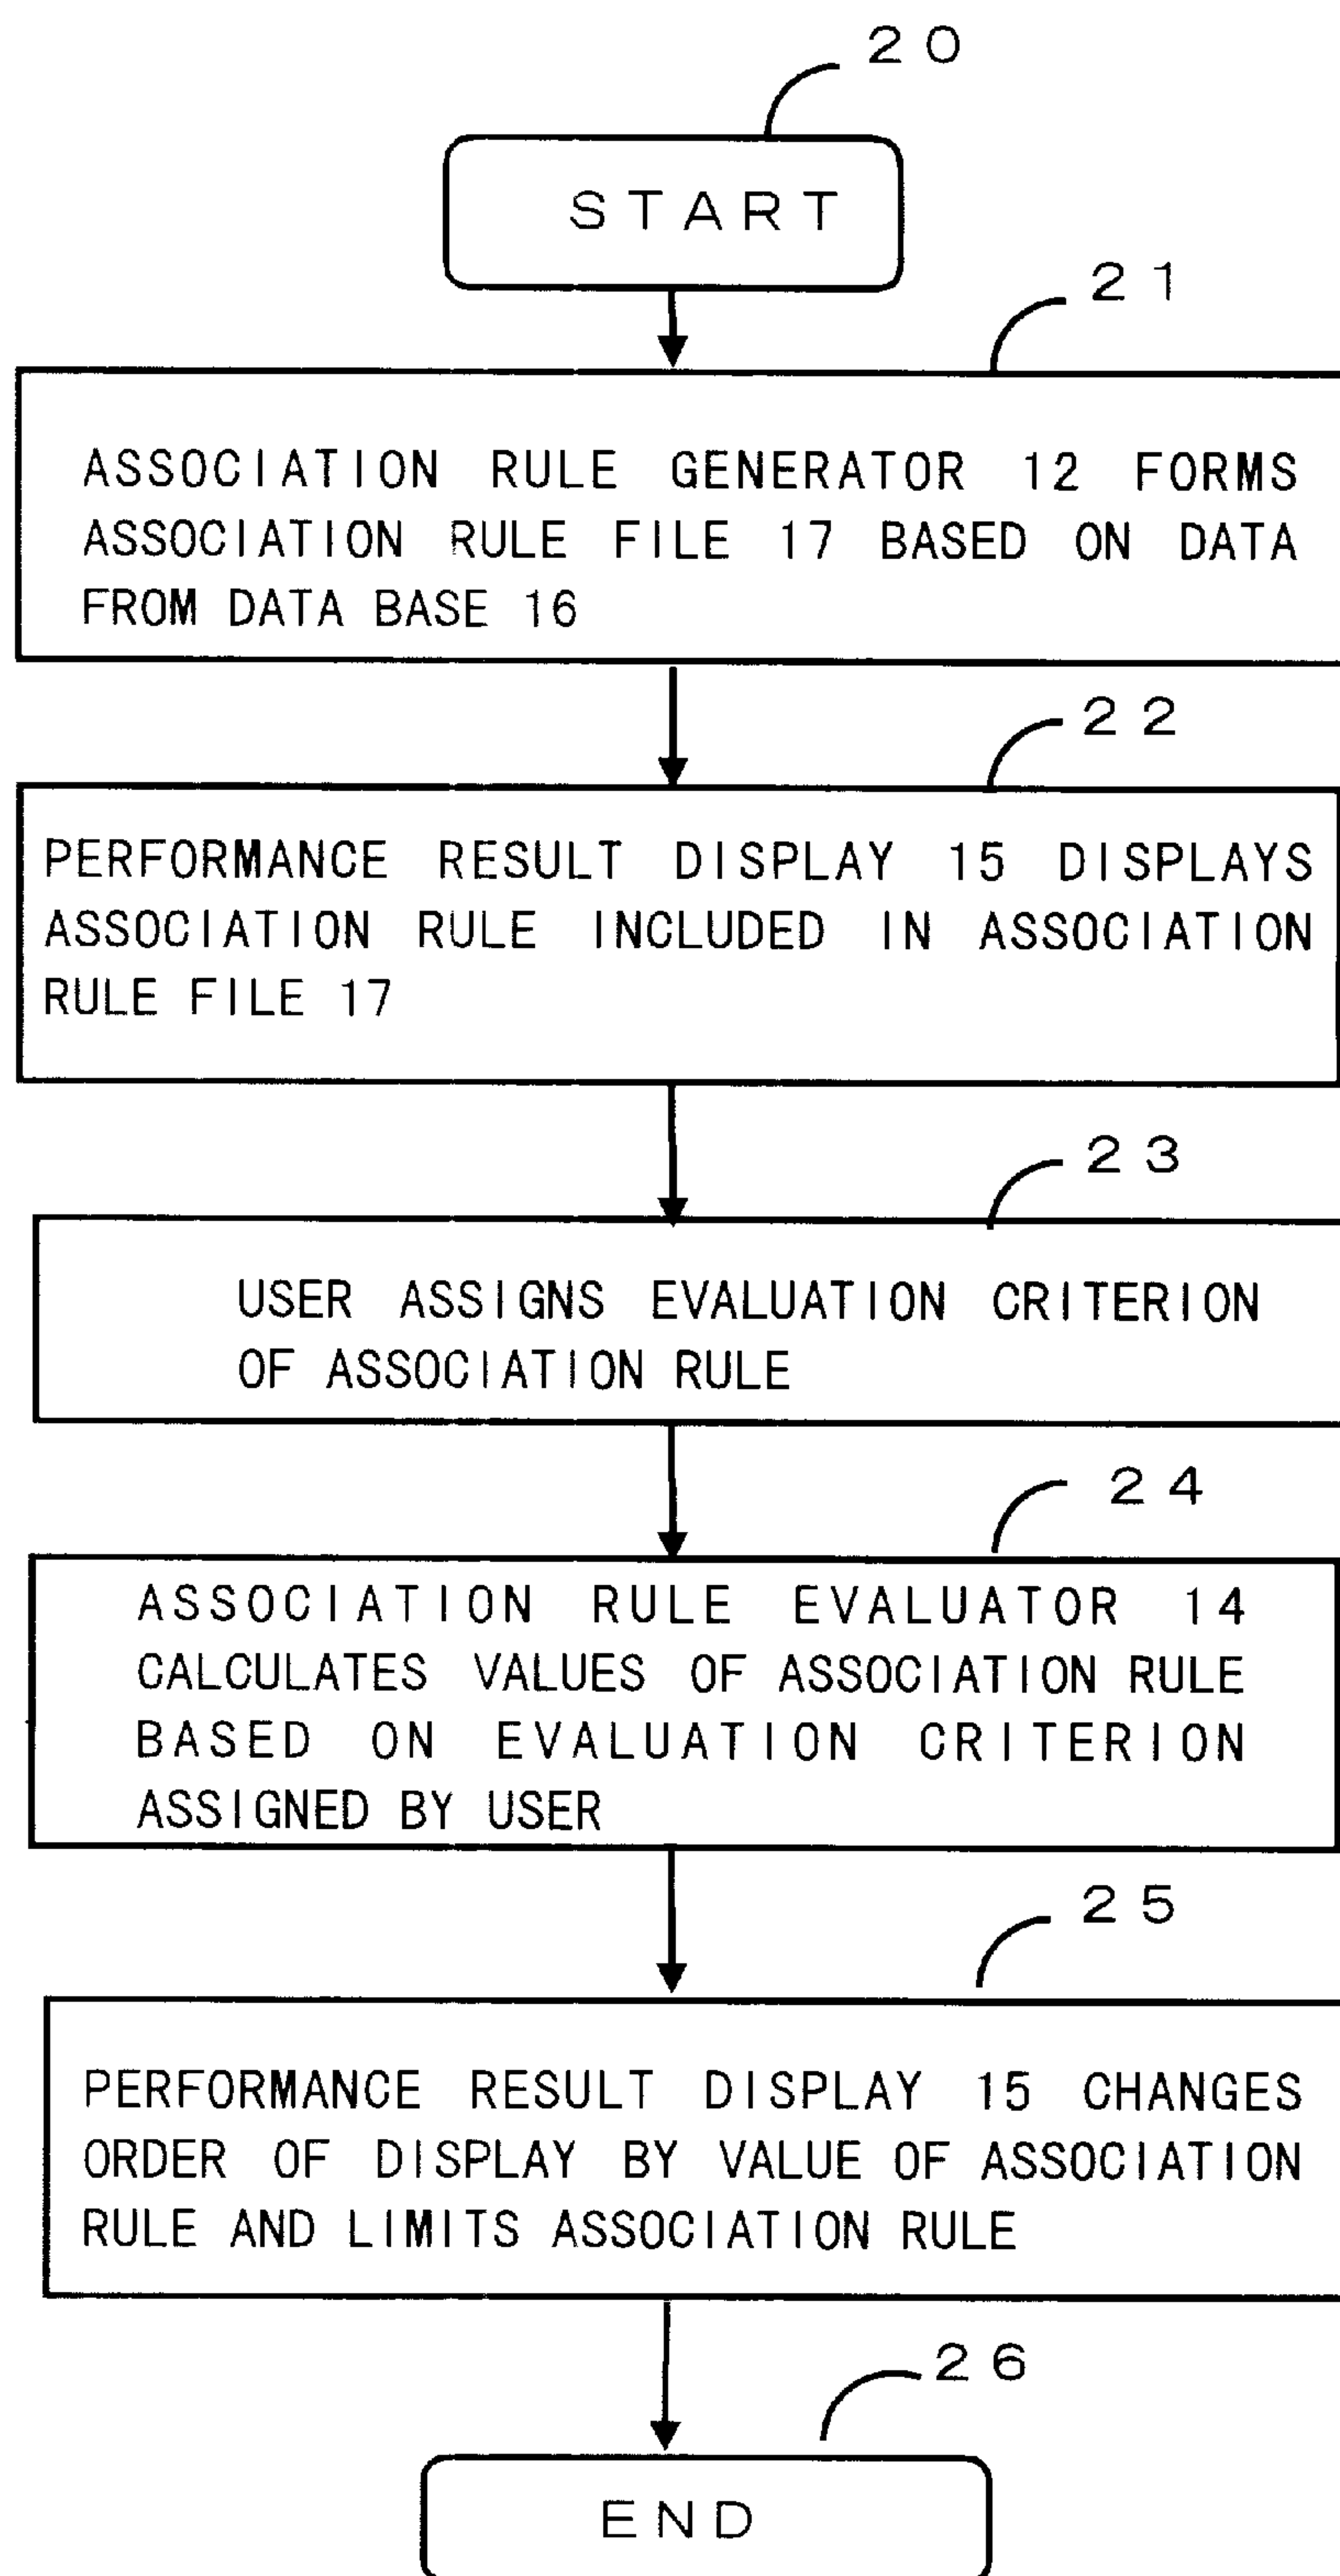 20
START
21
ASSOCIATION RULE GENERATOR 12 FORMS
ASSOCIATION RULE FILE 17 BASED ON DATA
FROM DATA BASE 16
22
PERFORMANCE RESULT DISPLAY 15 DISPLAYS
ASSOCIATION RULE INCLUDED IN ASSOCIATION
RULE FILE 17
23
USER ASSIGNS EVALUATION CRITERION
OF ASSOCIATION RULE
24
ASSOCIATION RULE EVALUATOR 14
CALCULATES VALUES OF ASSOCIATION RULE
BASED ON EVALUATION CRITERION
ASSIGNED BY USER
25
PERFORMANCE RESULT DISPLAY 15 CHANGES
ORDER OF DISPLAY BY VALUE OF ASSOCIATION
RULE AND LIMITS ASSOCIATION RULE
26
END